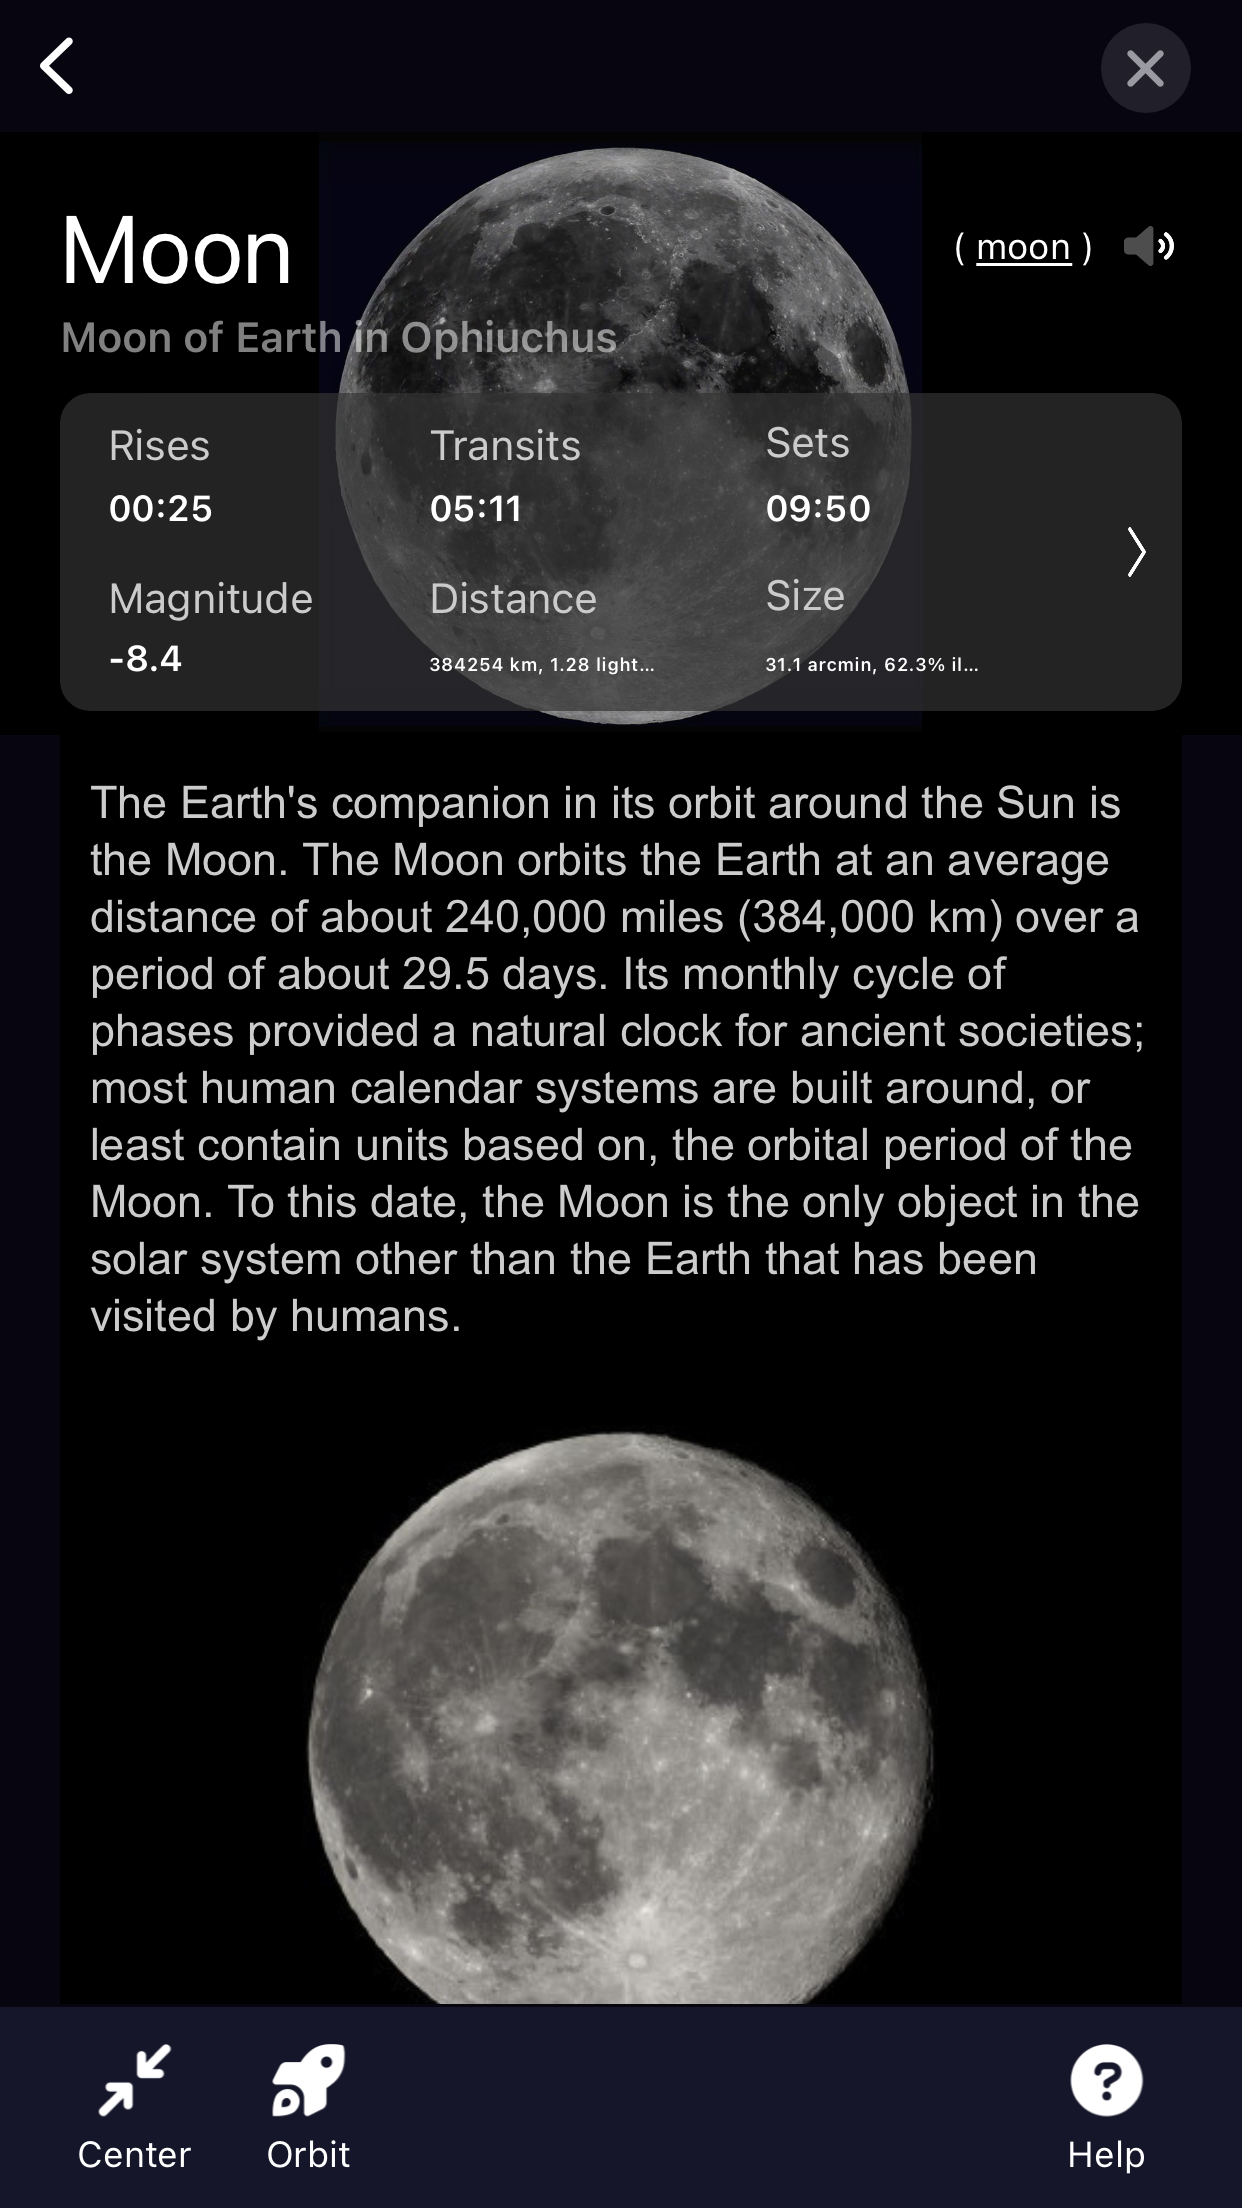 Moon
( moon )
Moon of Earth in Ophiuchus
Rises Transits Sets
00:25 05:11 09:50
Magnitude Distance Size
-8.4 384254 km, 1.28 light... 31.1 arcmin, 62.3% il...
The Earth's companion in its orbit around the Sun is
the Moon. The Moon orbits the Earth at an average
distance of about 240,000 miles (384,000 km) over a
period of about 29.5 days. Its monthly cycle of
phases provided a natural clock for ancient societies;
most human calendar systems are built around, or
least contain units based on, the orbital period of the
Moon. To this date, the Moon is the only object in the
solar system other than the Earth that has been
visited by humans.
Center Orbit Help